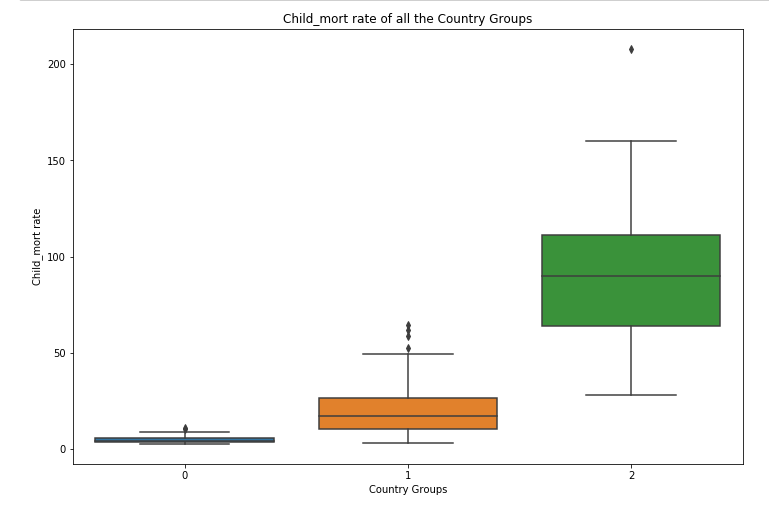 Child_mort rate of all the Country Groups
200
150
100
50
0
Child_mort rate
0 1 2
Country Groups